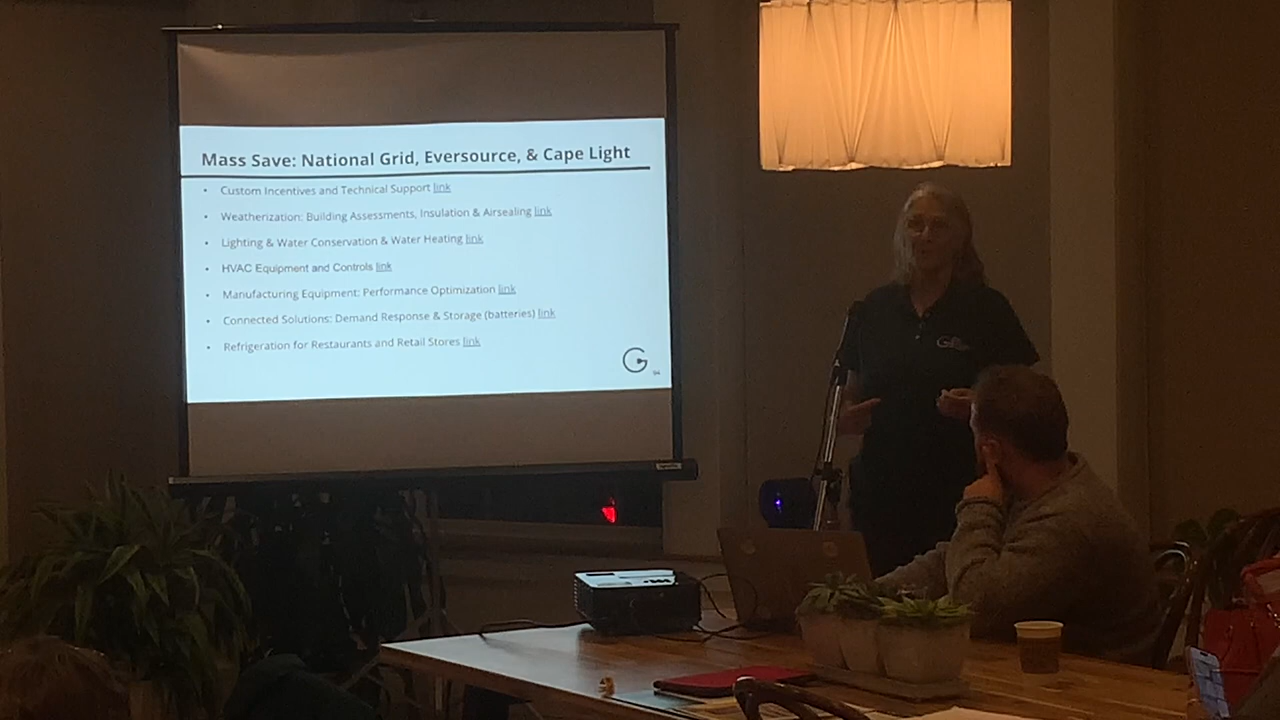 Mass Save: National Grid, Eversource, & Cape Light
• Custom Incentives and Technical Support link
• Weatherization: Building Assessments, Insulation & Airsealing link
• Lighting & Water Conservation & Water Heating link
• HVAC Equipment and Controls link
• Manufacturing Equipment: Performance Optimization link
• Connected Solutions: Demand Response & Storage (batteries) link
• Refrigeration for Restaurants and Retail Stores link
G